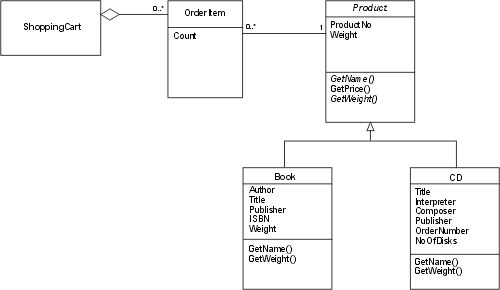 ShoppingCart
0..*
OrderItem
Count
0..*
1
Product
ProductNo
Weight
GetName()
GetPrice()
GetWeight()
Book
Author
Title
Publisher
ISBN
Weight
GetName()
GetWeight()
CD
Title
Interpreter
Composer
Publisher
OrderNumber
NoOfDisks
GetName()
GetWeight()